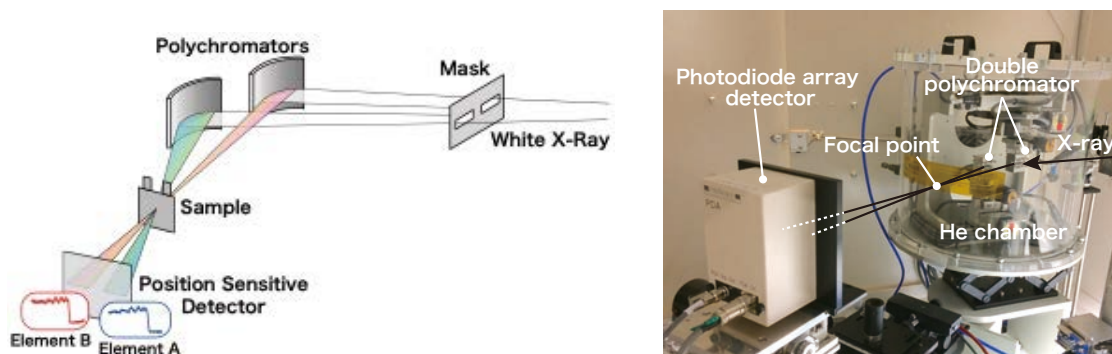 Polychromators
Mask
White X-Ray
Sample
Position Sensitive
Detector
Element B
Element A
Photodiode array
detector
Double
polychromator
Focal point
X-ray
He chamber
PDA